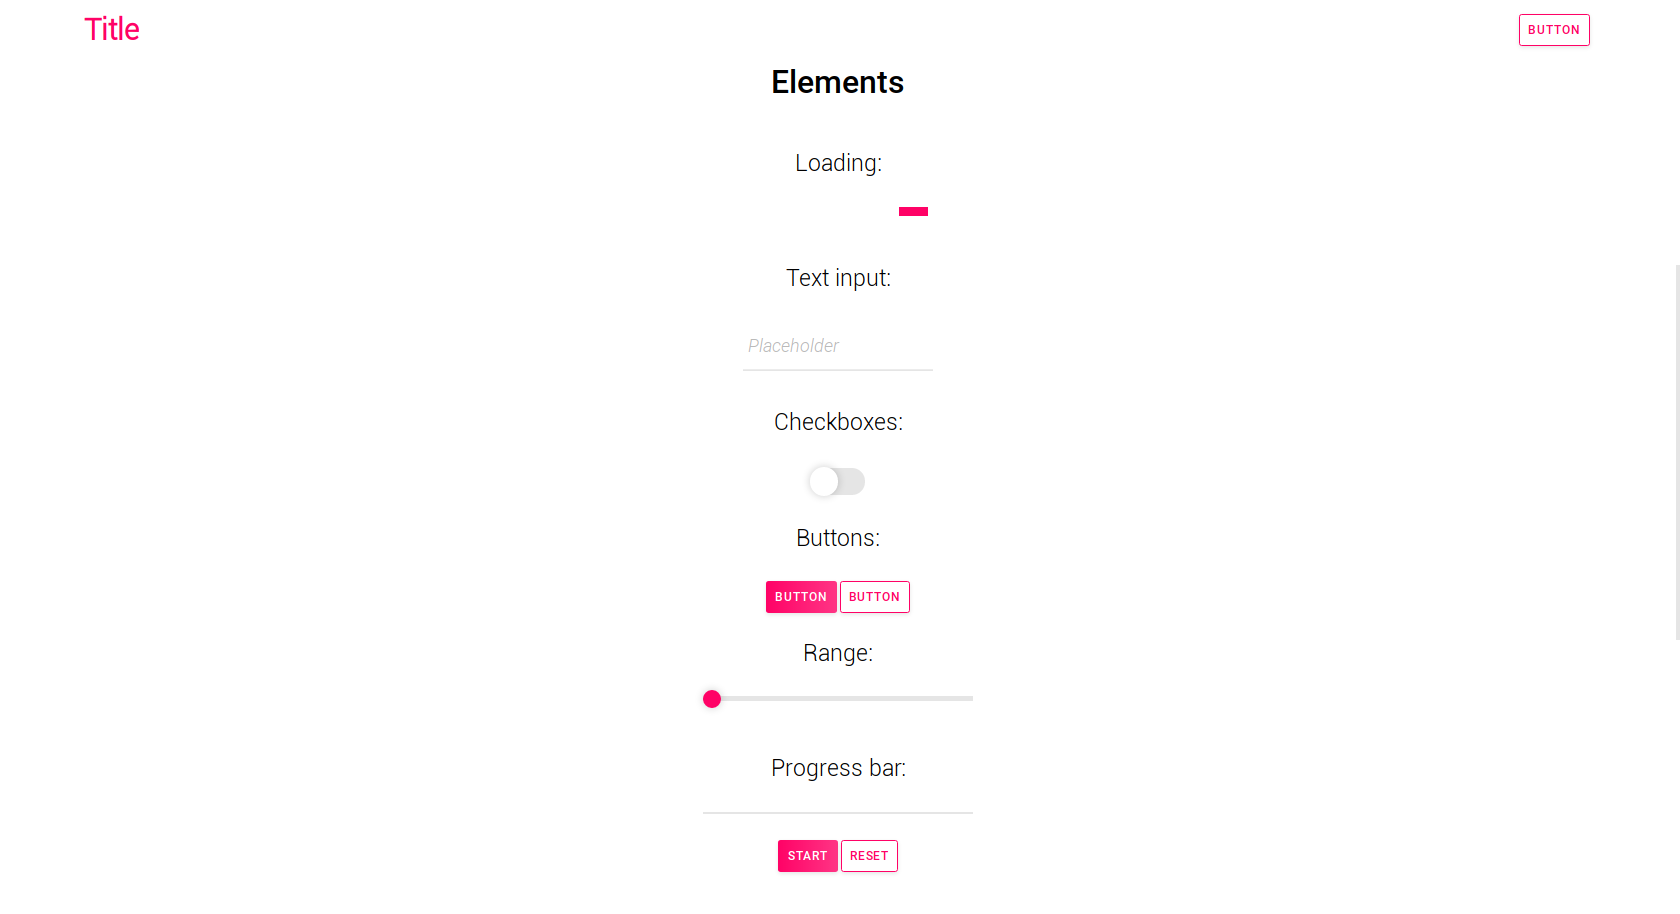 Title
BUTTON
Elements
Loading:
Text input:
Placeholder
Checkboxes:
Buttons:
BUTTON BUTTON
Range:
Progress bar:
START RESET